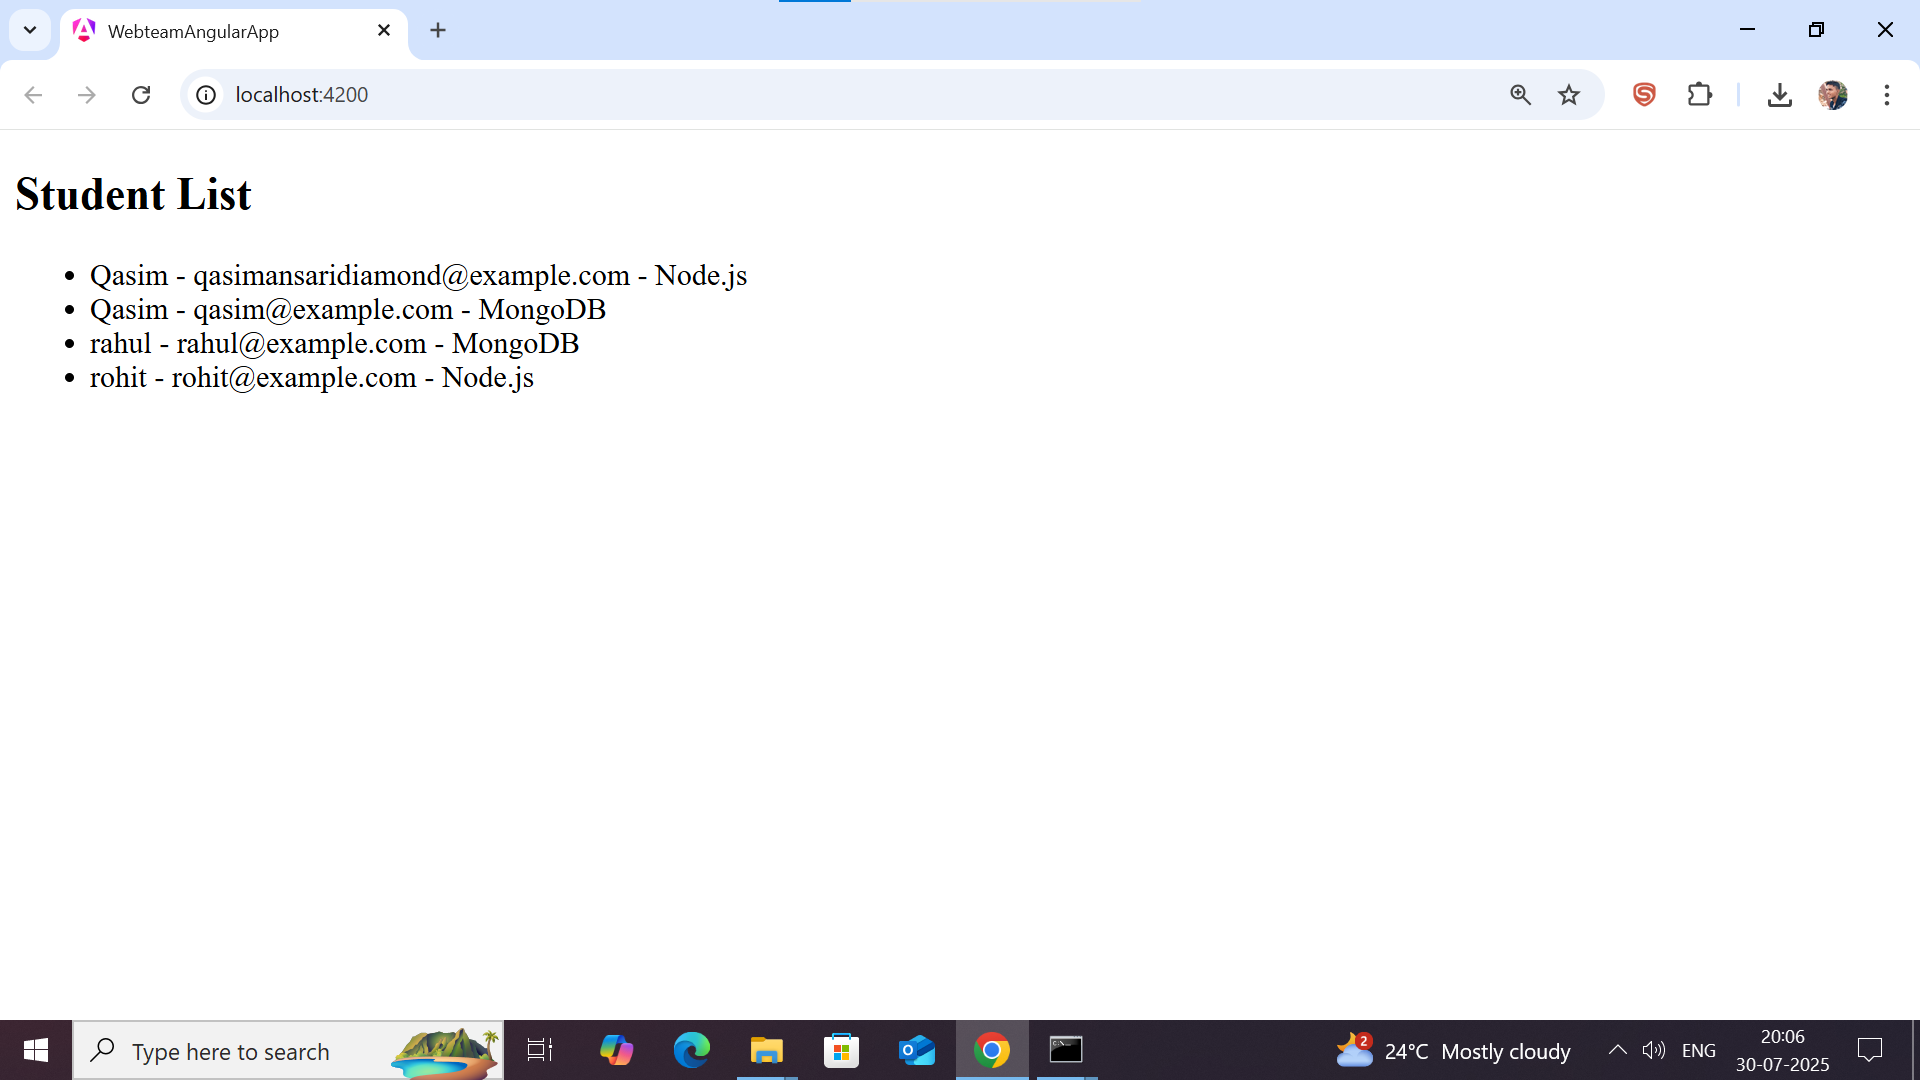 WebteamAngularApp
localhost:4200
Student List
Qasim - qasimansaridiamond@example.com - Node.js
Qasim - qasim@example.com - MongoDB
rahul - rahul@example.com - MongoDB
rohit - rohit@example.com - Node.js
Type here to search
2
24°C Mostly cloudy
ENG
20:06
30-07-2025